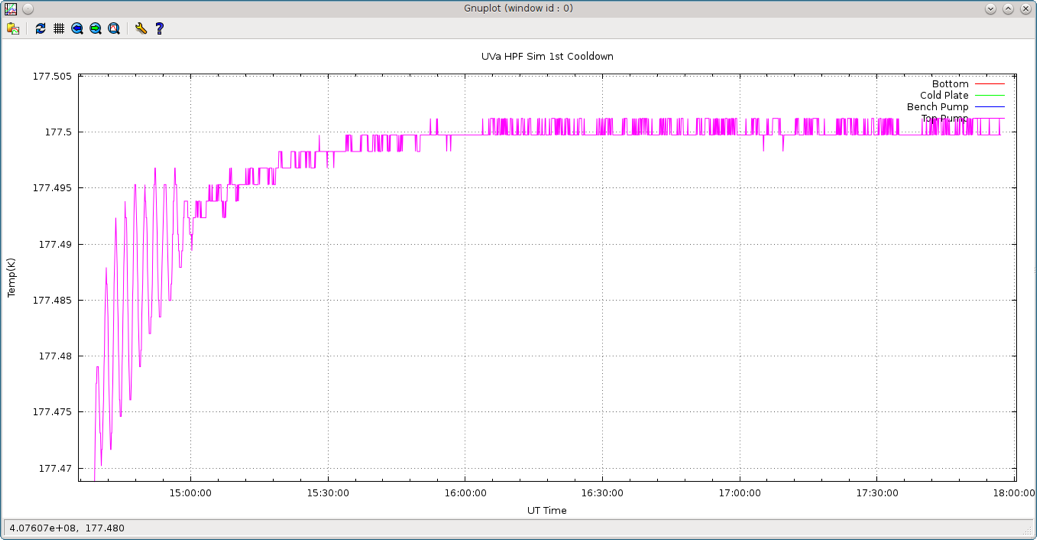 Gnuplot (window id : 0)
UVa HPF Sim 1st Cooldown
Bottom
Cold Plate
Bench Pump
Top Pump
177.505
177.5
177.495
177.49
177.485
177.48
177.475
177.47
Temp(K)
15:00:00 15:30:00 16:00:00 16:30:00 17:00:00 17:30:00 18:00:00
UT Time
4.07607e+08, 177.480